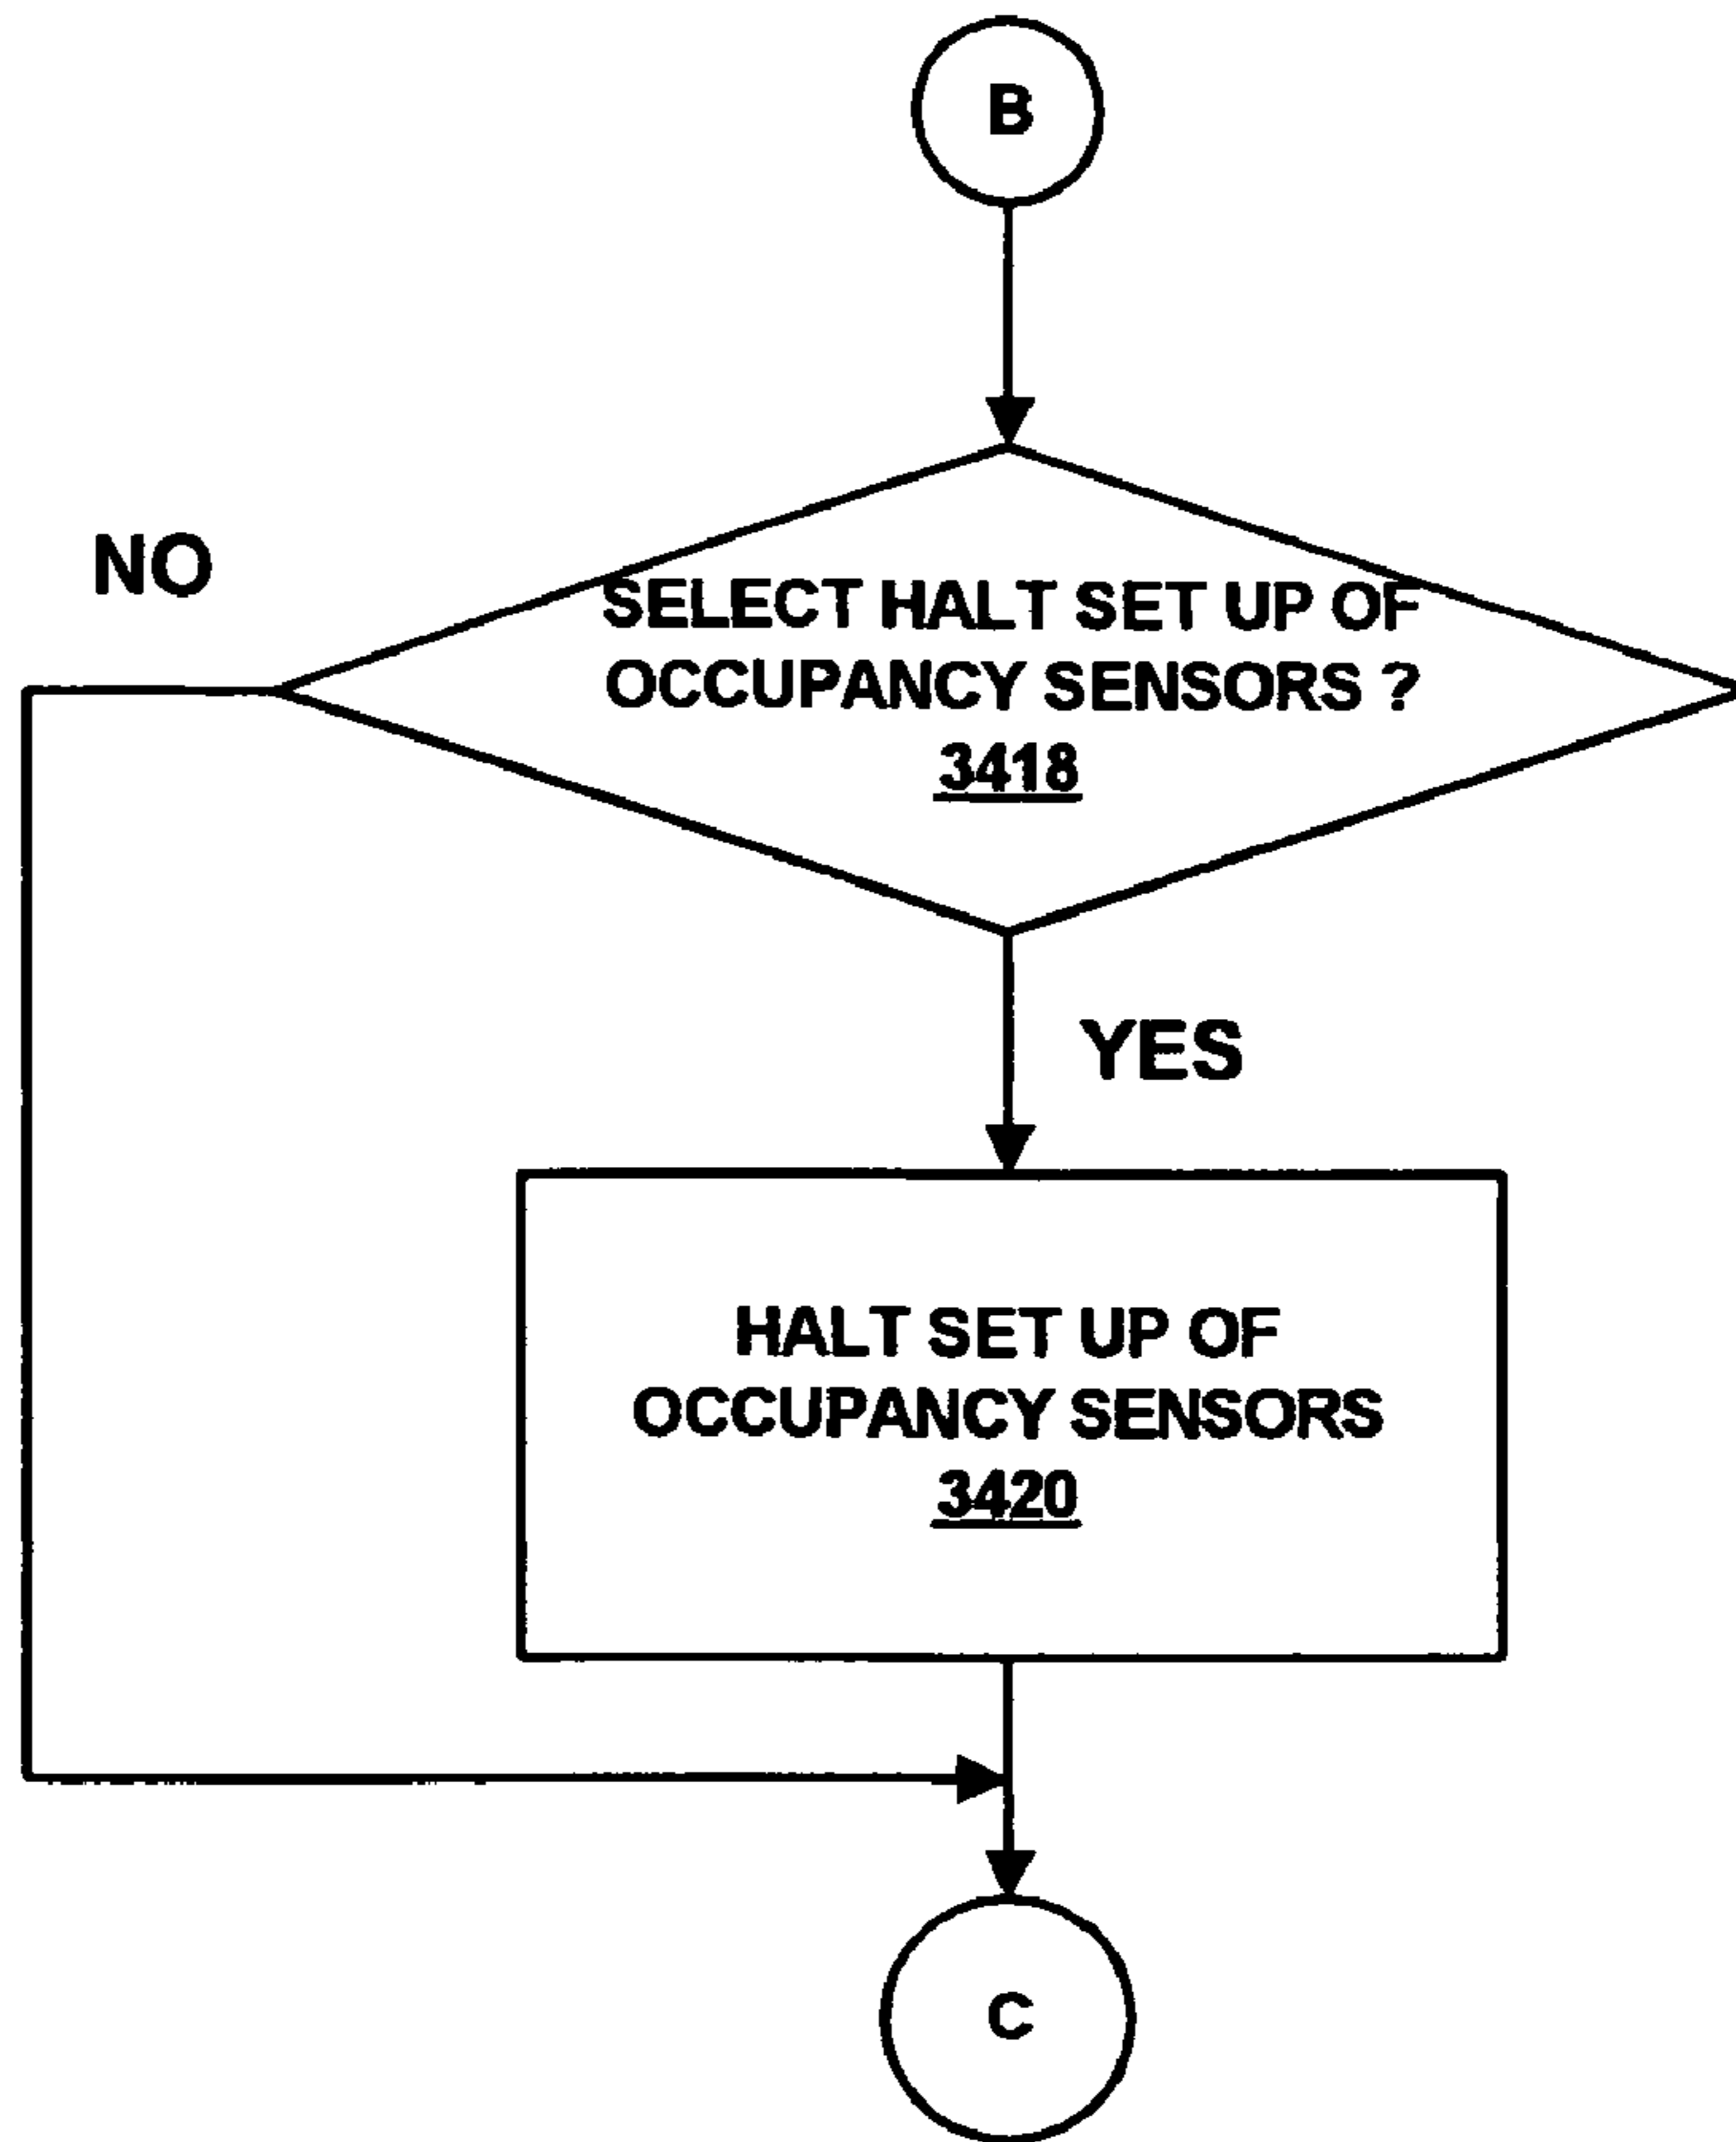 B
NO
SELECT HALT SET UP OF
OCCUPANCY SENSORS ?
3418
YES
HALT SET UP OF
OCCUPANCY SENSORS
3420
C